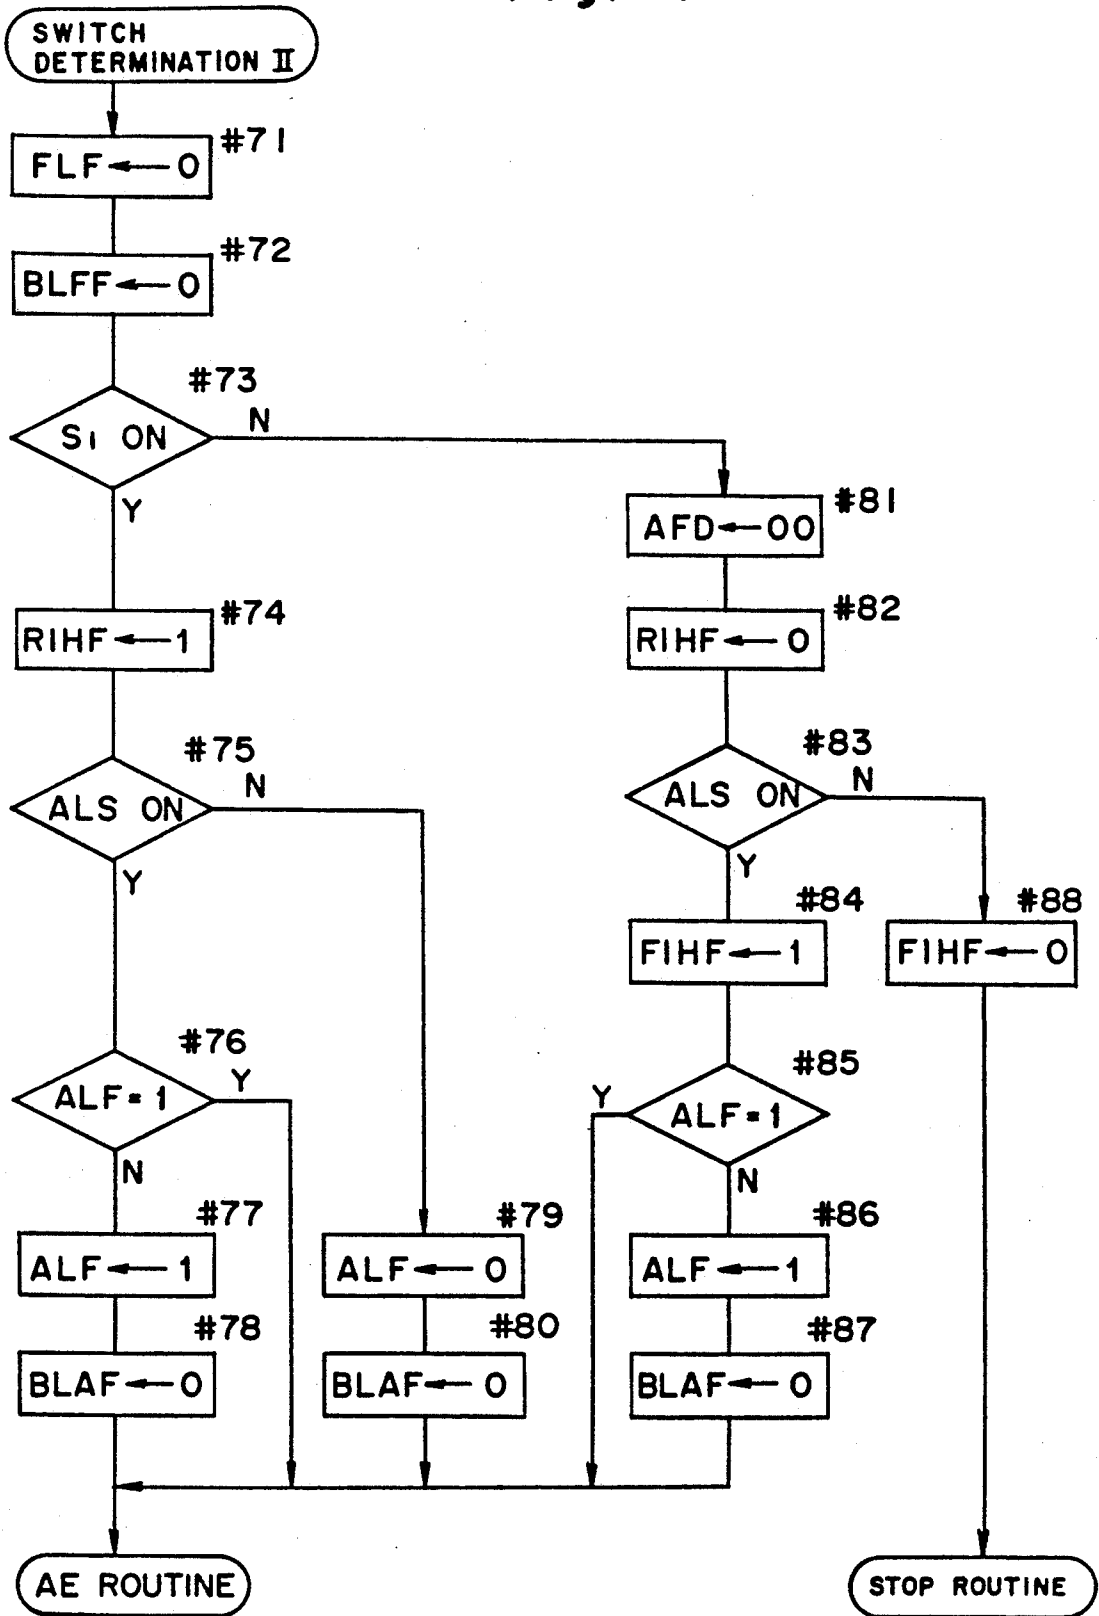 SWITCH
DETERMINATION II
#71
FLF ← 0
#72
BLFF ← 0
#73
S1 ON
N
Y
#74
RIHF ← 1
#75
ALS ON
N
Y
#76
ALF = 1
Y
N
#77
ALF ← 1
#78
BLAF ← 0
#79
ALF ← 0
#80
BLAF ← 0
#81
AFD ← 00
#82
RIHF ← 0
#83
ALS ON
N
Y
#84
FIHF ← 1
#85
ALF = 1
Y
N
#86
ALF ← 1
#87
BLAF ← 0
#88
FIHF ← 0
AE ROUTINE
STOP ROUTINE